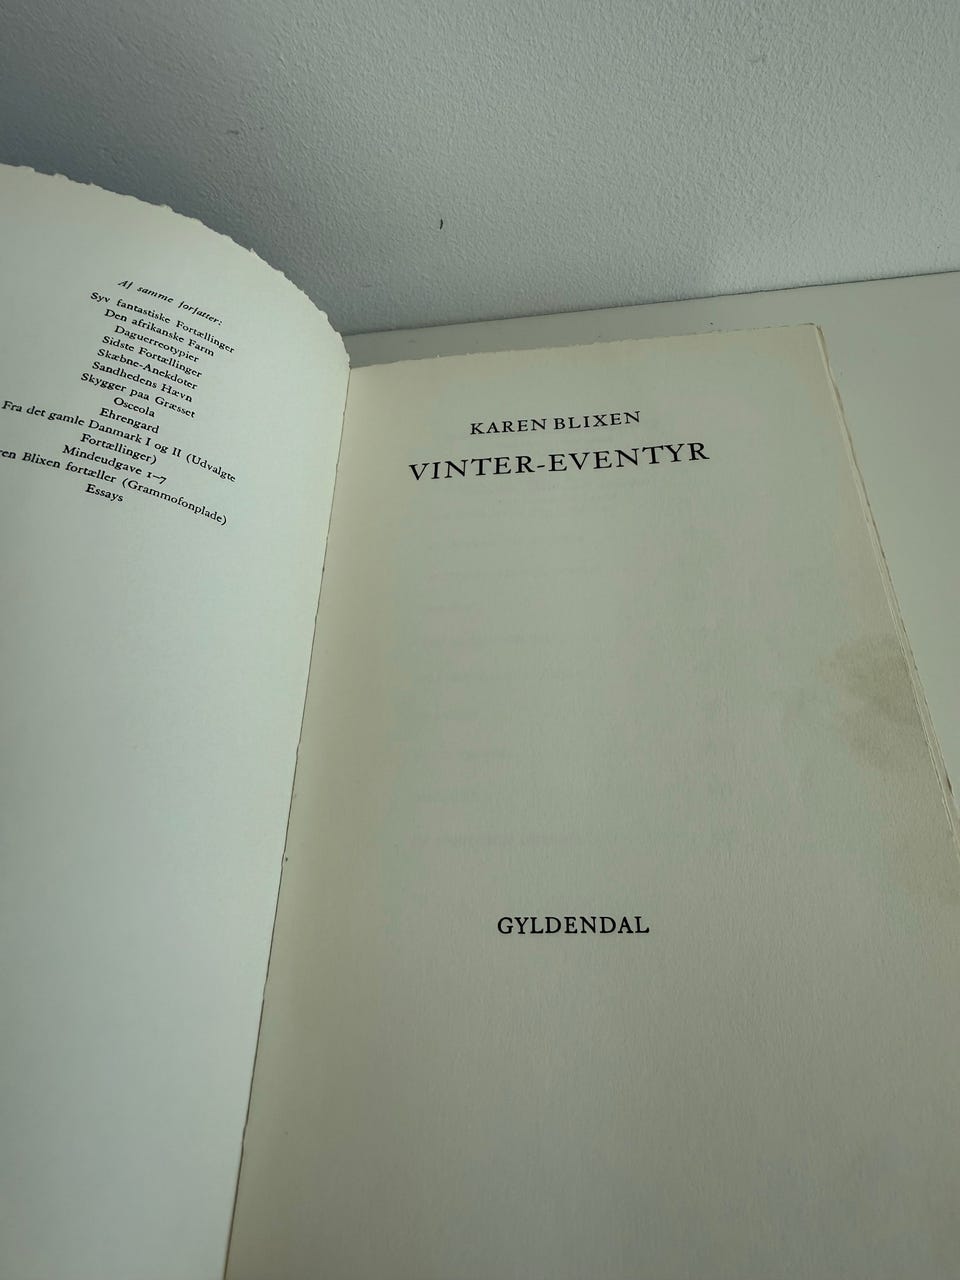 Af samme forfatter:
Syv fantastiske Fortællinger
Den afrikanske Farm
Daguerreotypier
Sidste Fortællinger
Skæbne-Anekdoter
Sandhedens Hævn
Skygger paa Græsset
Osceola
Ehrengard
Fra det gamle Danmark I og II (Udvalgte
Fortællinger)
Mindeudgave 1-7
ren Blixen fortæller (Grammofonplade)
Essays
KAREN BLIXEN
VINTER-EVENTYR
GYLDENDAL